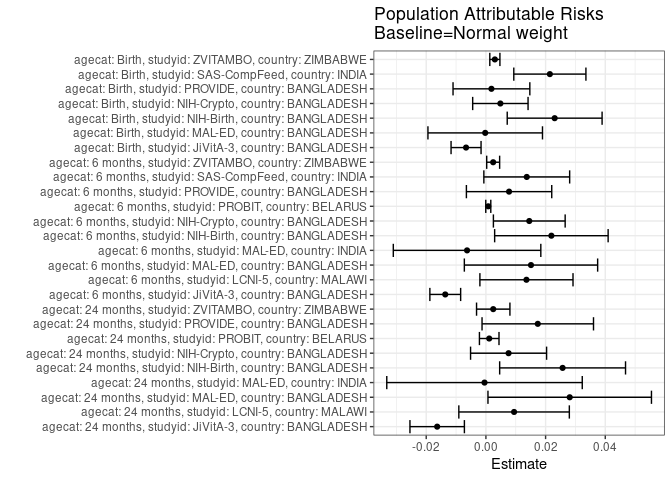 Population Attributable Risks
Baseline=Normal weight
agecat: Birth, studyid: ZVITAMBO, country: ZIMBABWE
agecat: Birth, studyid: SAS-CompFeed, country: INDIA
agecat: Birth, studyid: PROVIDE, country: BANGLADESH
agecat: Birth, studyid: NIH-Crypto, country: BANGLADESH
agecat: Birth, studyid: NIH-Birth, country: BANGLADESH
agecat: Birth, studyid: MAL-ED, country: BANGLADESH
agecat: Birth, studyid: JiVitA-3, country: BANGLADESH
agecat: 6 months, studyid: ZVITAMBO, country: ZIMBABWE
agecat: 6 months, studyid: SAS-CompFeed, country: INDIA
agecat: 6 months, studyid: PROVIDE, country: BANGLADESH
agecat: 6 months, studyid: PROBIT, country: BELARUS
agecat: 6 months, studyid: NIH-Crypto, country: BANGLADESH
agecat: 6 months, studyid: NIH-Birth, country: BANGLADESH
agecat: 6 months, studyid: MAL-ED, country: INDIA
agecat: 6 months, studyid: MAL-ED, country: BANGLADESH
agecat: 6 months, studyid: LCNI-5, country: MALAWI
agecat: 6 months, studyid: JiVitA-3, country: BANGLADESH
agecat: 24 months, studyid: ZVITAMBO, country: ZIMBABWE
agecat: 24 months, studyid: PROVIDE, country: BANGLADESH
agecat: 24 months, studyid: PROBIT, country: BELARUS
agecat: 24 months, studyid: NIH-Crypto, country: BANGLADESH
agecat: 24 months, studyid: NIH-Birth, country: BANGLADESH
agecat: 24 months, studyid: MAL-ED, country: INDIA
agecat: 24 months, studyid: MAL-ED, country: BANGLADESH
agecat: 24 months, studyid: LCNI-5, country: MALAWI
agecat: 24 months, studyid: JiVitA-3, country: BANGLADESH
-0.02 0.00 0.02 0.04
Estimate